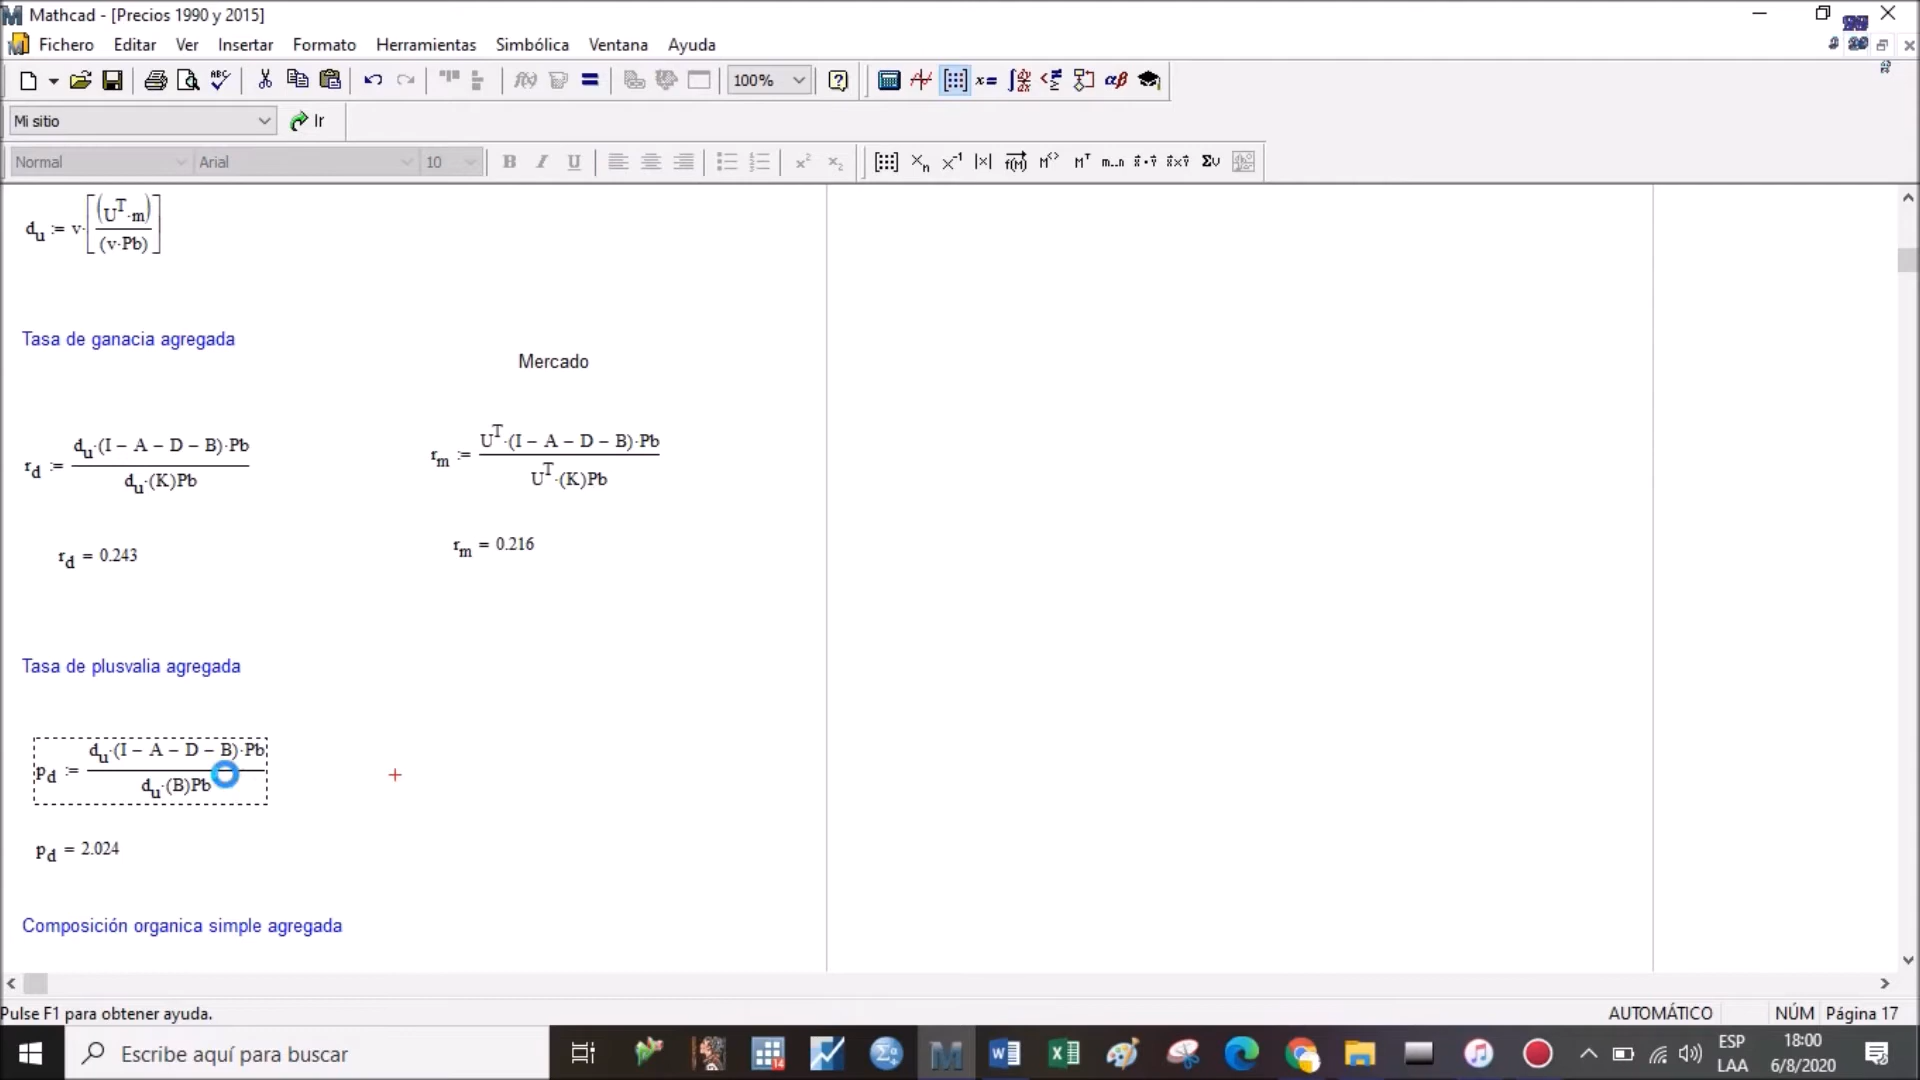 Mathcad - [Precios 1990 y 2015]
Fichero Editar Ver Insertar Formato Herramientas Simbólica Ventana Ayuda
100%
Mi sitio Ir
Normal Arial 10
d_u := v·[(U^T·m)/(v·Pb)]
Tasa de ganacia agregada
Mercado
r_d := d_u·(I − A − D − B)·Pb / d_u·(K)Pb
r_m := U^T·(I − A − D − B)·Pb / U^T·(K)Pb
r_d = 0.243
r_m = 0.216
Tasa de plusvalia agregada
p_d := d_u·(I − A − D − B)·Pb / d_u·(B)Pb
p_d = 2.024
Composición organica simple agregada
Pulse F1 para obtener ayuda.
AUTOMÁTICO NÚM Página 17
Escribe aquí para buscar
ESP
LAA
18:00
6/8/2020